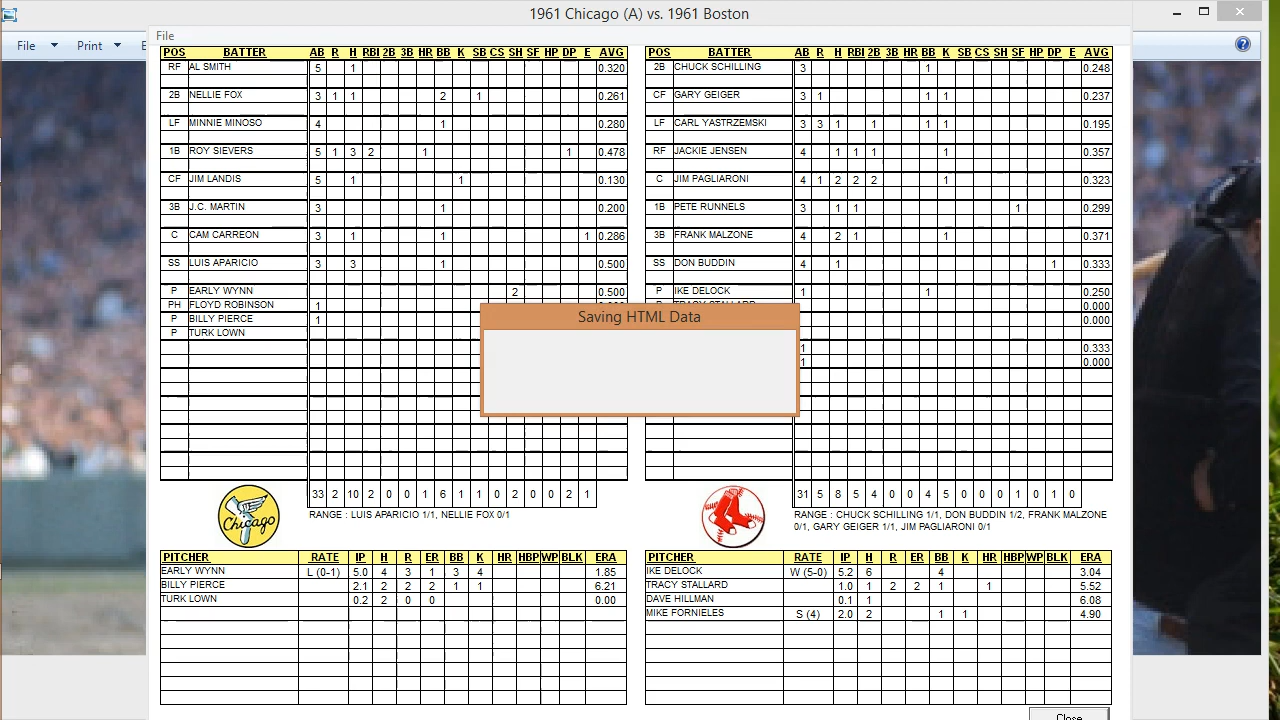 1961 Chicago (A) vs. 1961 Boston
File Print
File
POS BATTER AB R H RBI 2B 3B HR BB K SB CS SH SF HP DP E AVG
RF AL SMITH 5 1 0.320
2B NELLIE FOX 3 1 1 2 1 0.261
LF MINNIE MINOSO 4 1 0.280
1B ROY SIEVERS 5 1 3 2 1 1 0.478
CF JIM LANDIS 5 1 1 0.130
3B J.C. MARTIN 3 1 0.200
C CAM CARREON 3 1 1 1 0.286
SS LUIS APARICIO 3 3 1 0.500
P EARLY WYNN 2 0.500
PH FLOYD ROBINSON 1
P BILLY PIERCE 1
P TURK LOWN
33 2 10 2 0 0 1 6 1 1 0 2 0 0 2 1
Chicago
RANGE : LUIS APARICIO 1/1, NELLIE FOX 0/1
POS BATTER AB R H RBI 2B 3B HR BB K SB CS SH SF HP DP E AVG
2B CHUCK SCHILLING 3 1 0.248
CF GARY GEIGER 3 1 1 1 0.237
LF CARL YASTRZEMSKI 3 3 1 1 1 1 0.195
RF JACKIE JENSEN 4 1 1 1 1 0.357
C JIM PAGLIARONI 4 1 2 2 2 1 0.323
1B PETE RUNNELS 3 1 1 1 0.299
3B FRANK MALZONE 4 2 1 1 0.371
SS DON BUDDIN 4 1 1 0.333
P IKE DELOCK 1 1 0.250
0.000
0.000
1 0.333
1 0.000
31 5 8 5 4 0 0 4 5 0 0 0 1 0 1 0
RANGE : CHUCK SCHILLING 1/1, DON BUDDIN 1/2, FRANK MALZONE
0/1, GARY GEIGER 1/1, JIM PAGLIARONI 0/1
Saving HTML Data
PITCHER RATE IP H R ER BB K HR HBP WP BLK ERA
EARLY WYNN L (0-1) 5.0 4 3 1 3 4 1.85
BILLY PIERCE 2.1 2 2 2 1 1 6.21
TURK LOWN 0.2 2 0 0 0.00
PITCHER RATE IP H R ER BB K HR HBP WP BLK ERA
IKE DELOCK W (5-0) 5.2 6 4 3.04
TRACY STALLARD 1.0 1 2 2 1 1 5.52
DAVE HILLMAN 0.1 1 6.08
MIKE FORNIELES S (4) 2.0 2 1 1 4.90
Close